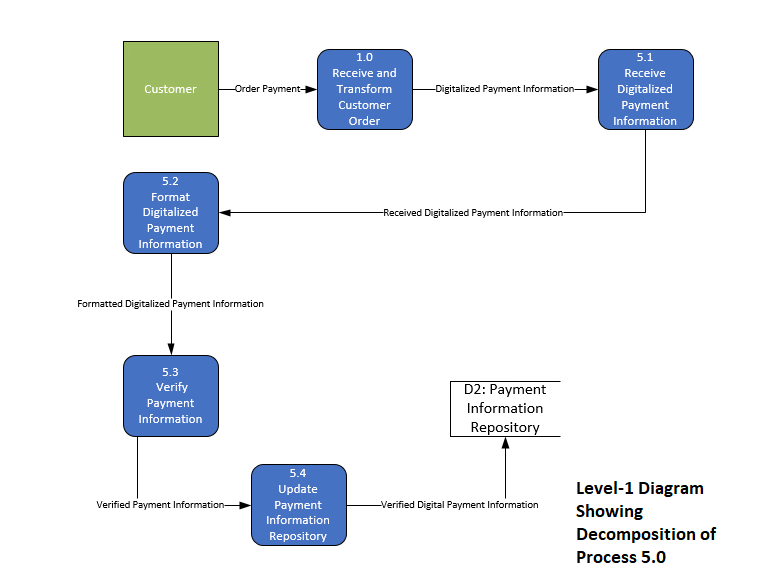 Customer
Order Payment
1.0
Receive and
Transform
Customer
Order
Digitalized Payment Information
5.1
Receive
Digitalized
Payment
Information
Received Digitalized Payment Information
5.2
Format
Digitalized
Payment
Information
Formatted Digitalized Payment Information
5.3
Verify
Payment
Information
Verified Payment Information
5.4
Update
Payment
Information
Repository
Verified Digital Payment Information
D2: Payment
Information
Repository
Level-1 Diagram
Showing
Decomposition of
Process 5.0